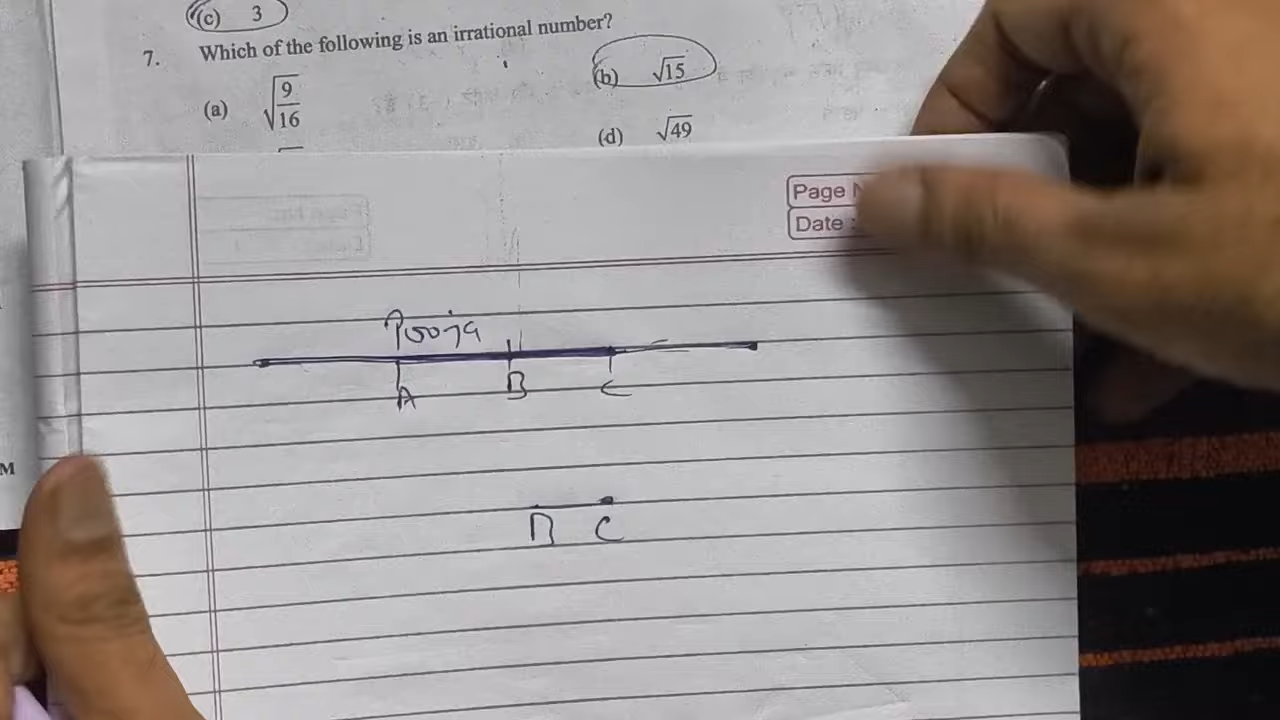 (c) 3
7. Which of the following is an irrational number?
(a) √9/16
(b) √15
(d) √49
Page
Date :
Pooja
A B C
C
M